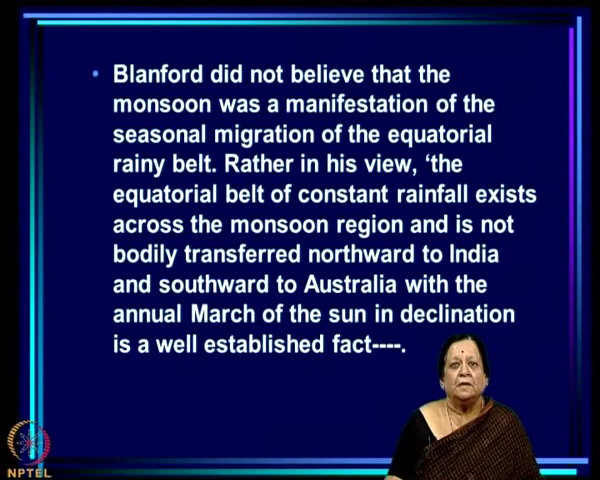 • Blanford did not believe that the
monsoon was a manifestation of the
seasonal migration of the equatorial
rainy belt. Rather in his view, ‘the
equatorial belt of constant rainfall exists
across the monsoon region and is not
bodily transferred northward to India
and southward to Australia with the
annual March of the sun in declination
is a well established fact----.
NPTEL